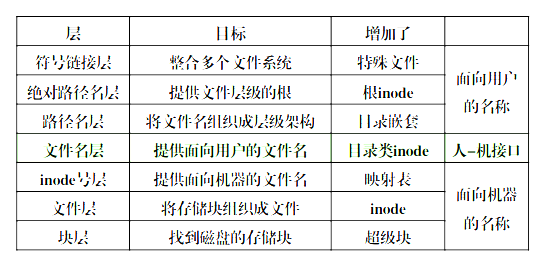 层 目标 增加了
符号链接层 整合多个文件系统 特殊文件
绝对路径名层 提供文件层级的根 根inode
面向用户
的名称
路径名层 将文件名组织成层级架构 目录嵌套
文件名层 提供面向用户的文件名 目录类inode 人-机接口
inode号层 提供面向机器的文件名 映射表
文件层 将存储块组织成文件 inode
面向机器
的名称
块层 找到磁盘的存储块 超级块